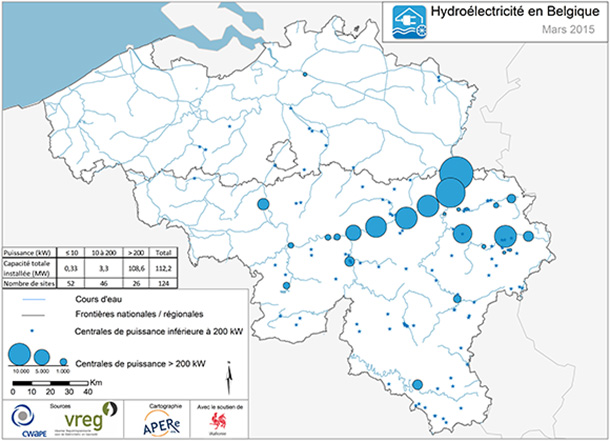 Hydroélectricité en Belgique
Mars 2015
Puissance (kW) ≤ 10 10 à 200 > 200 Total
Capacité totale installée (MW) 0,33 3,3 108,6 112,2
Nombre de sites 52 46 26 124
Cours d'eau
Frontières nationales / régionales
Centrales de puissance inférieure à 200 kW
10.000 5.000 1.000
Centrales de puissance > 200 kW
Km
0 10 20 40
Sources Cartographie Avec le soutien de
CWAPE vreg APERe Wallonie